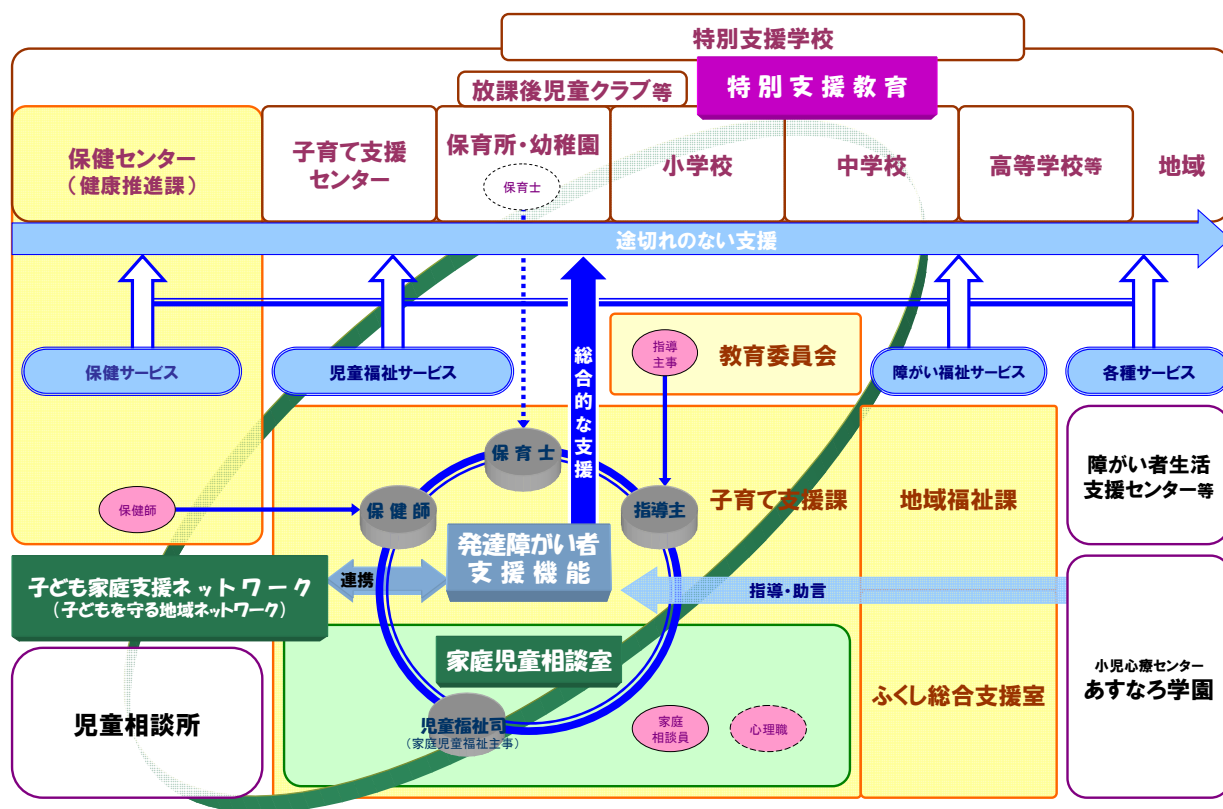 特別支援学校
放課後児童クラブ等
特別支援教育
保健センター
（健康推進課）
子育て支援
センター
保育所・幼稚園
保育士
小学校
中学校
高等学校等
地域
途切れのない支援
保健サービス
児童福祉サービス
総合的な支援
指導
主事
教育委員会
障がい福祉サービス
各種サービス
保育士
保健師
保健師
指導主
子育て支援課
地域福祉課
障がい者生活
支援センター等
発達障がい者
支援機能
連携
子ども家庭支援ネットワーク
（子どもを守る地域ネットワーク）
指導・助言
家庭児童相談室
児童相談所
児童福祉司
（家庭児童福祉主事）
家庭
相談員
心理職
ふくし総合支援室
小児心療センター
あすなろ学園